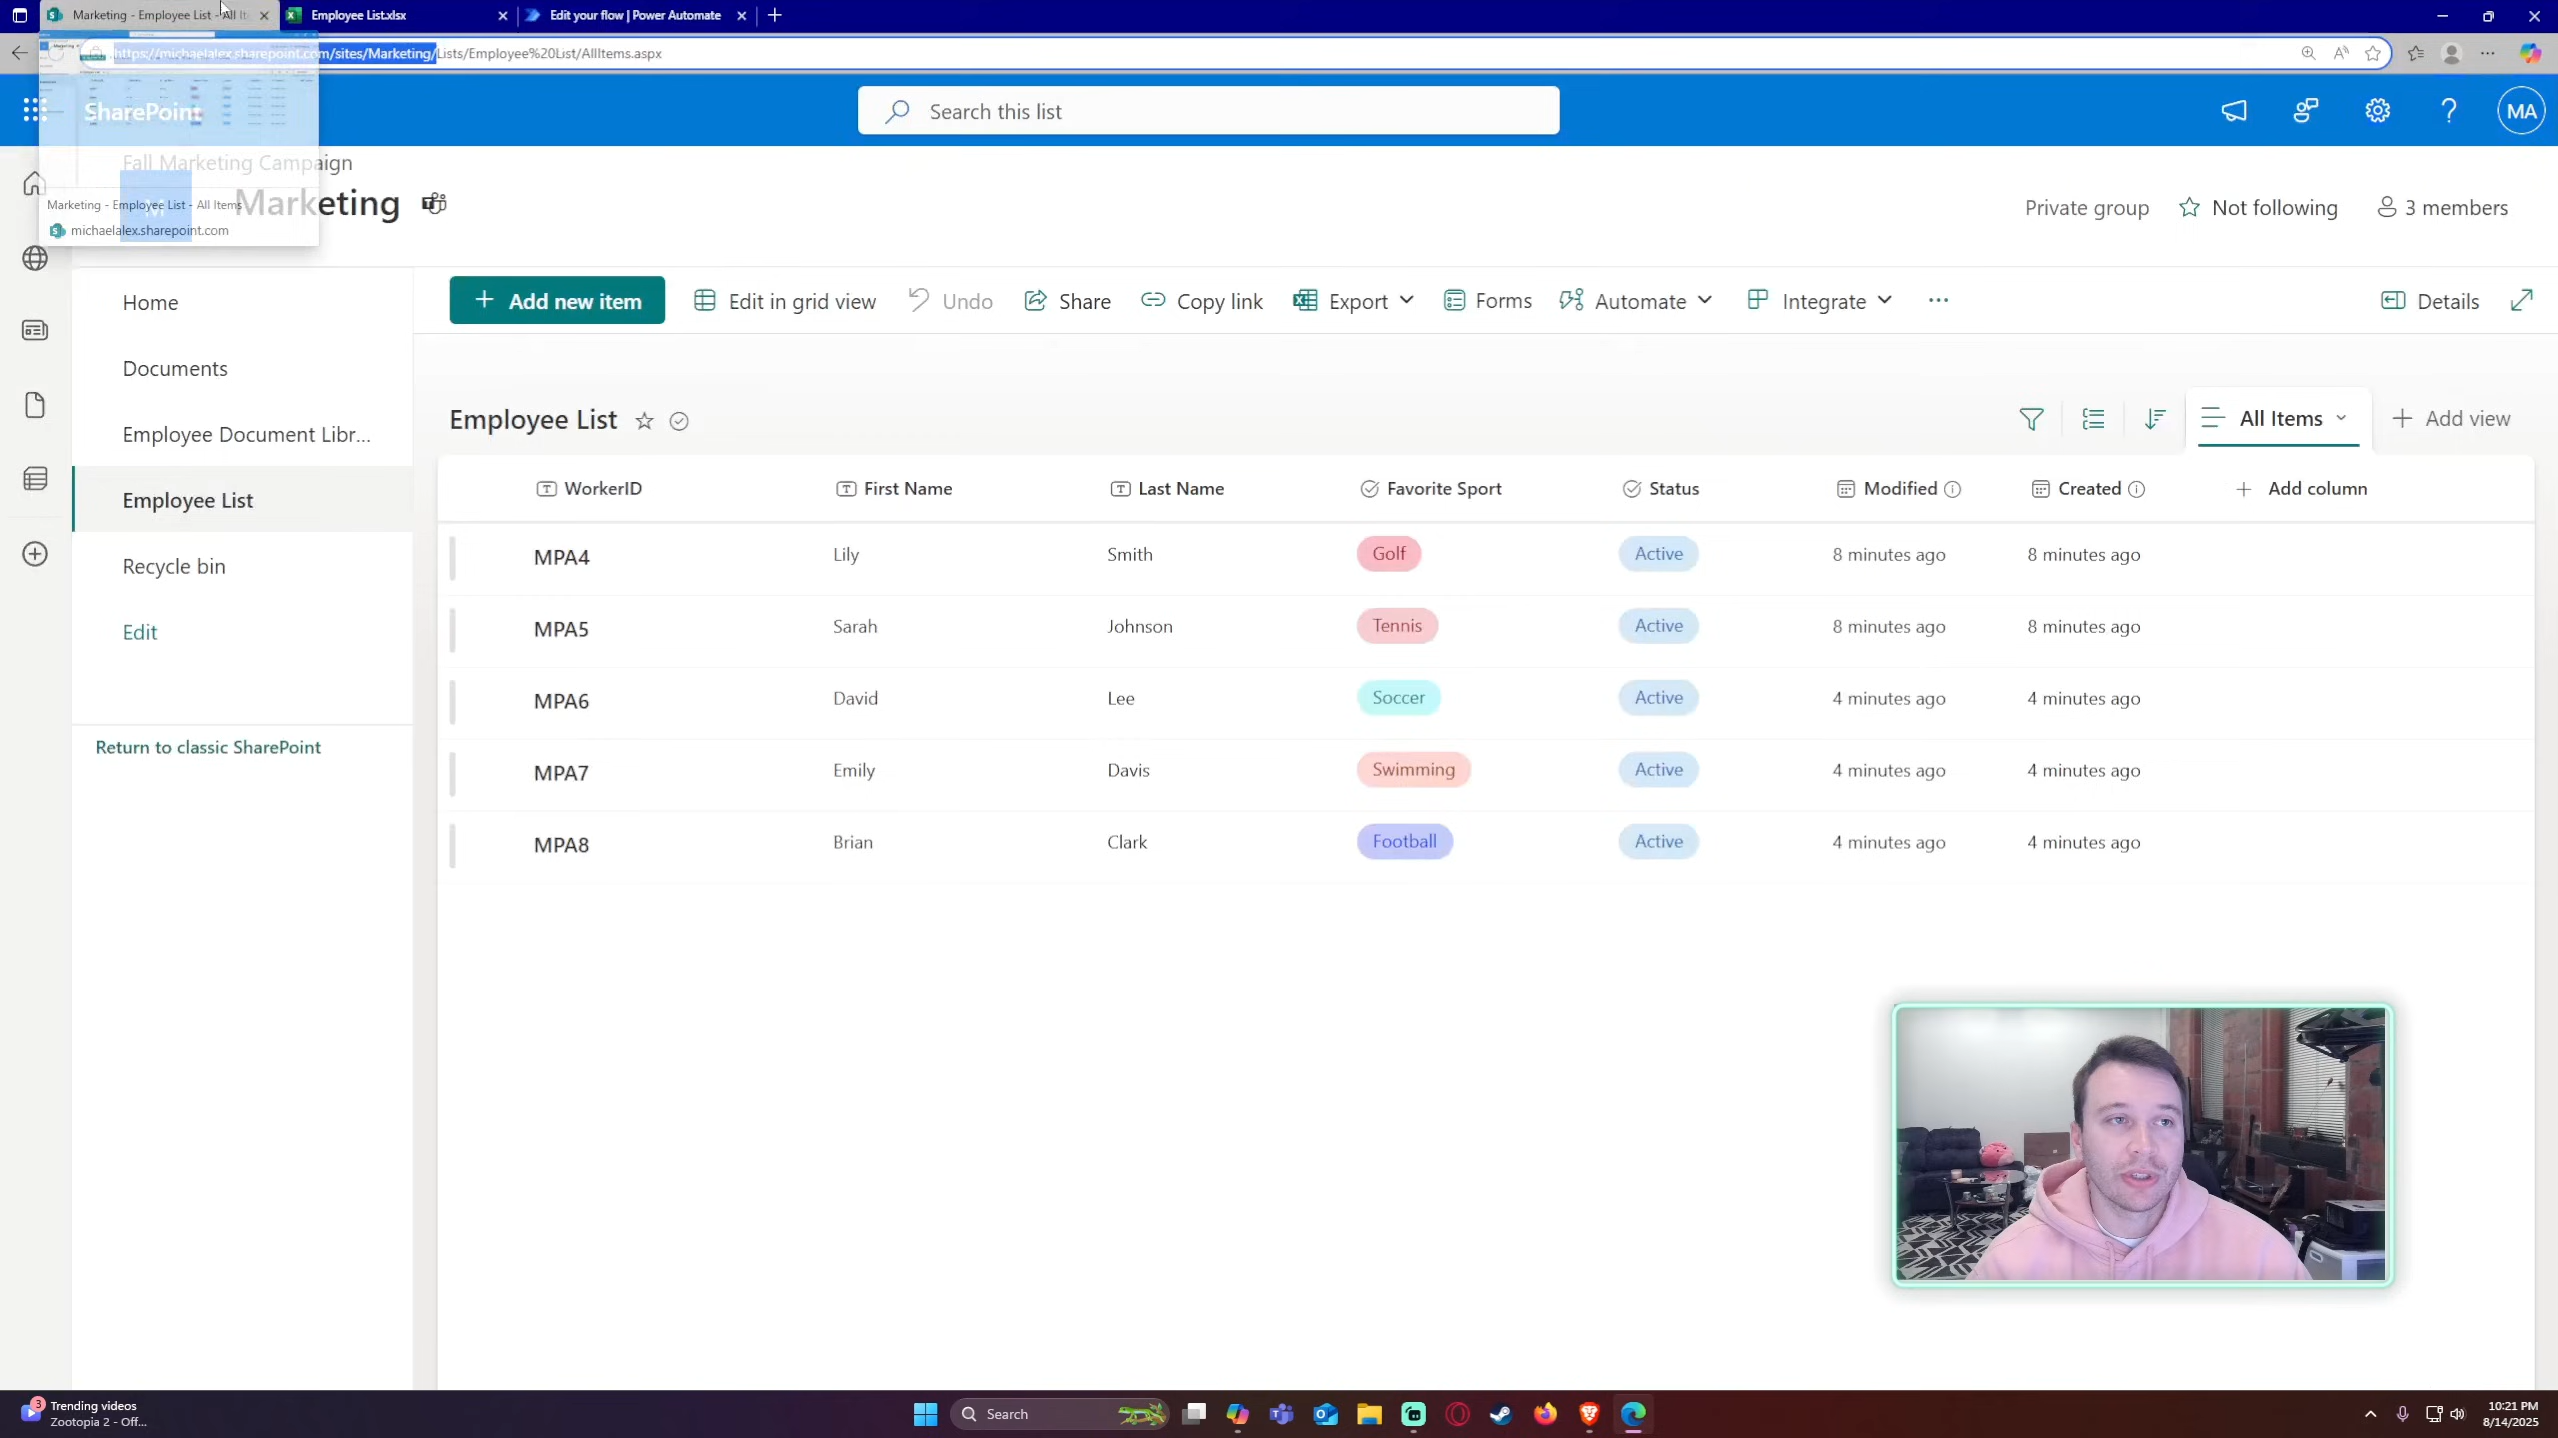 Marketing - Employee List - All It
Employee List.xlsx
Edit your flow | Power Automate
https://michaelalex.sharepoint.com/sites/Marketing/Lists/Employee%20List/AllItems.aspx
SharePoint
Search this list
MA
Fall Marketing Campaign
Marketing
Marketing - Employee List - All Items
M
michaelalex.sharepoint.com
Private group
Not following
3 members
Home
Documents
Employee Document Libr...
Employee List
Recycle bin
Edit
Return to classic SharePoint
+ Add new item
Edit in grid view
Undo
Share
Copy link
Export
Forms
Automate
Integrate
Details
Employee List
All Items
+ Add view
WorkerID First Name Last Name Favorite Sport Status Modified Created + Add column
MPA4 Lily Smith Golf Active 8 minutes ago 8 minutes ago
MPA5 Sarah Johnson Tennis Active 8 minutes ago 8 minutes ago
MPA6 David Lee Soccer Active 4 minutes ago 4 minutes ago
MPA7 Emily Davis Swimming Active 4 minutes ago 4 minutes ago
MPA8 Brian Clark Football Active 4 minutes ago 4 minutes ago
3
Trending videos
Zootopia 2 - Off...
Search
10:21 PM
8/14/2025